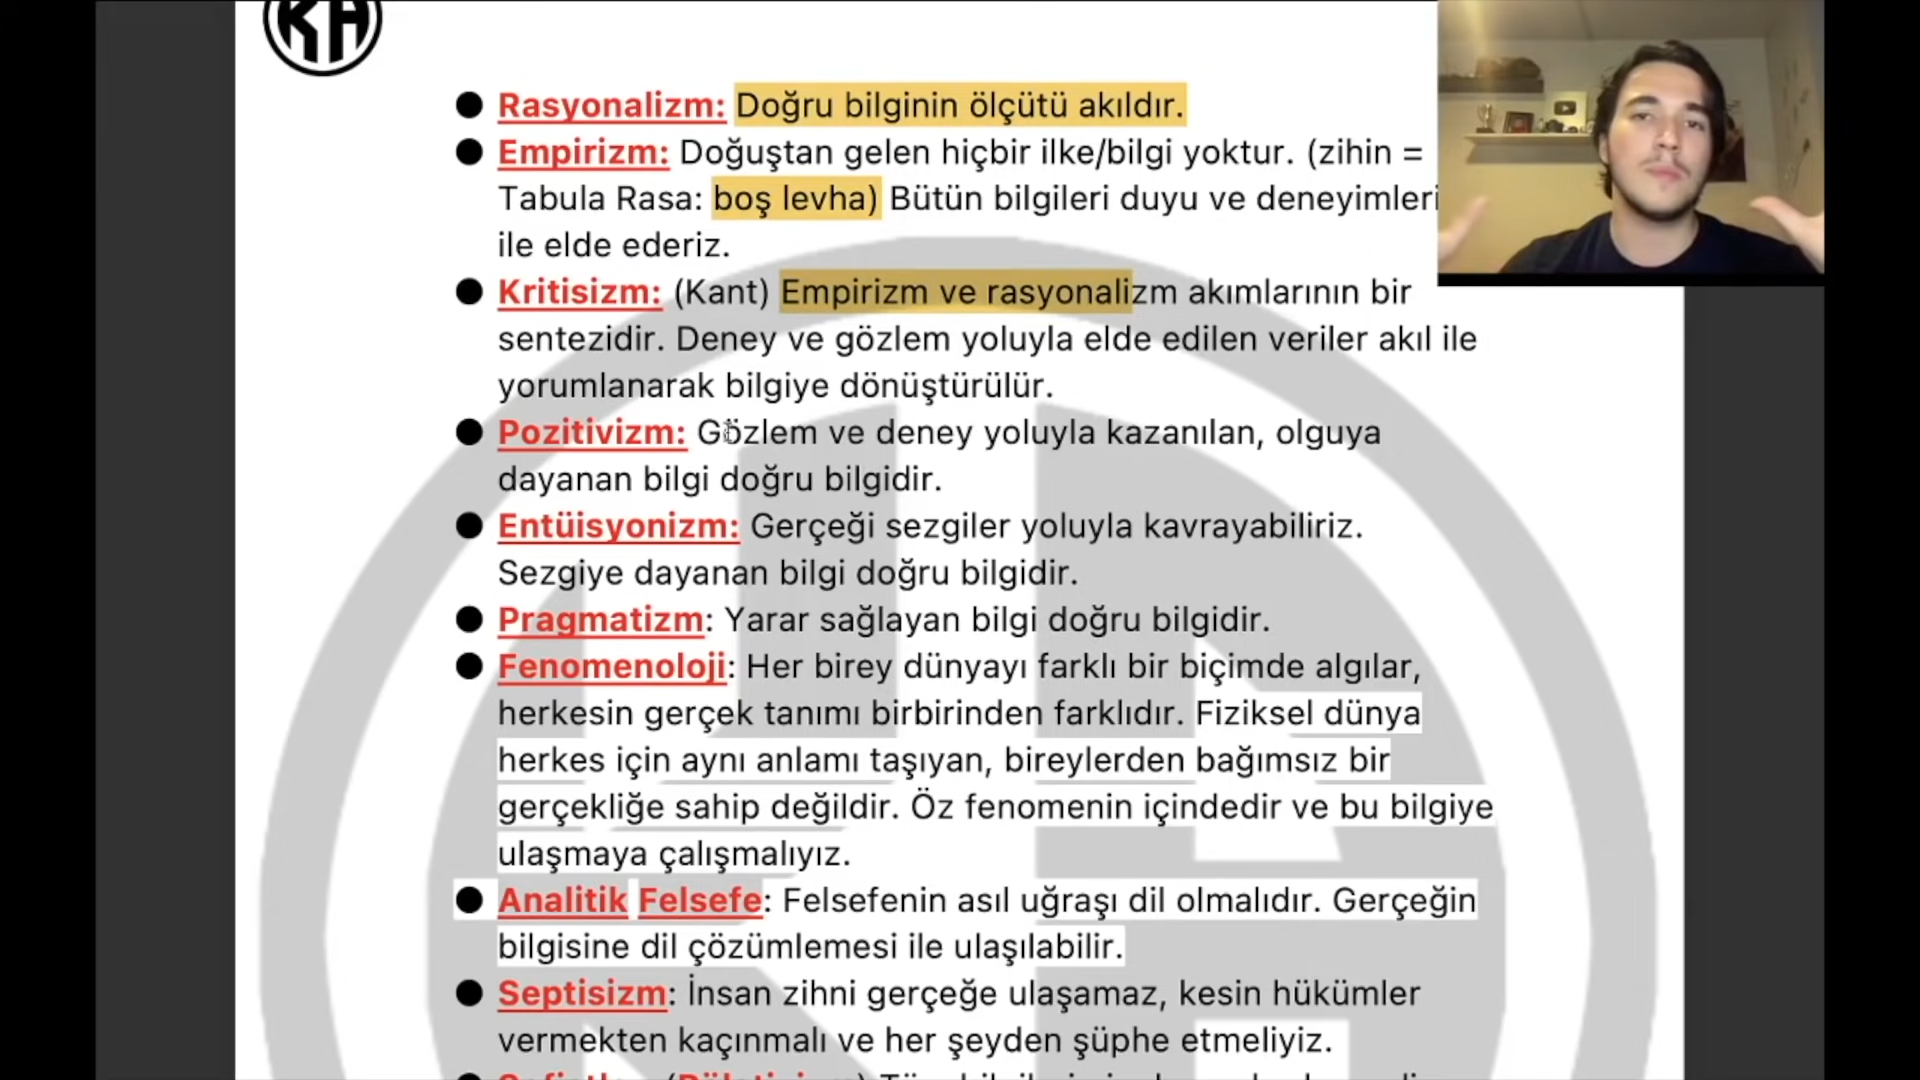 KA
● Rasyonalizm: Doğru bilginin ölçütü akıldır.
● Empirizm: Doğuştan gelen hiçbir ilke/bilgi yoktur. (zihin =
Tabula Rasa: boş levha) Bütün bilgileri duyu ve deneyimleri
ile elde ederiz.
● Kritisizm: (Kant) Empirizm ve rasyonalizm akımlarının bir
sentezidir. Deney ve gözlem yoluyla elde edilen veriler akıl ile
yorumlanarak bilgiye dönüştürülür.
● Pozitivizm: Gözlem ve deney yoluyla kazanılan, olguya
dayanan bilgi doğru bilgidir.
● Entüisyonizm: Gerçeği sezgiler yoluyla kavrayabiliriz.
Sezgiye dayanan bilgi doğru bilgidir.
● Pragmatizm: Yarar sağlayan bilgi doğru bilgidir.
● Fenomenoloji: Her birey dünyayı farklı bir biçimde algılar,
herkesin gerçek tanımı birbirinden farklıdır. Fiziksel dünya
herkes için aynı anlamı taşıyan, bireylerden bağımsız bir
gerçekliğe sahip değildir. Öz fenomenin içindedir ve bu bilgiye
ulaşmaya çalışmalıyız.
● Analitik Felsefe: Felsefenin asıl uğraşı dil olmalıdır. Gerçeğin
bilgisine dil çözümlemesi ile ulaşılabilir.
● Septisizm: İnsan zihni gerçeğe ulaşamaz, kesin hükümler
vermekten kaçınmalı ve her şeyden şüphe etmeliyiz.